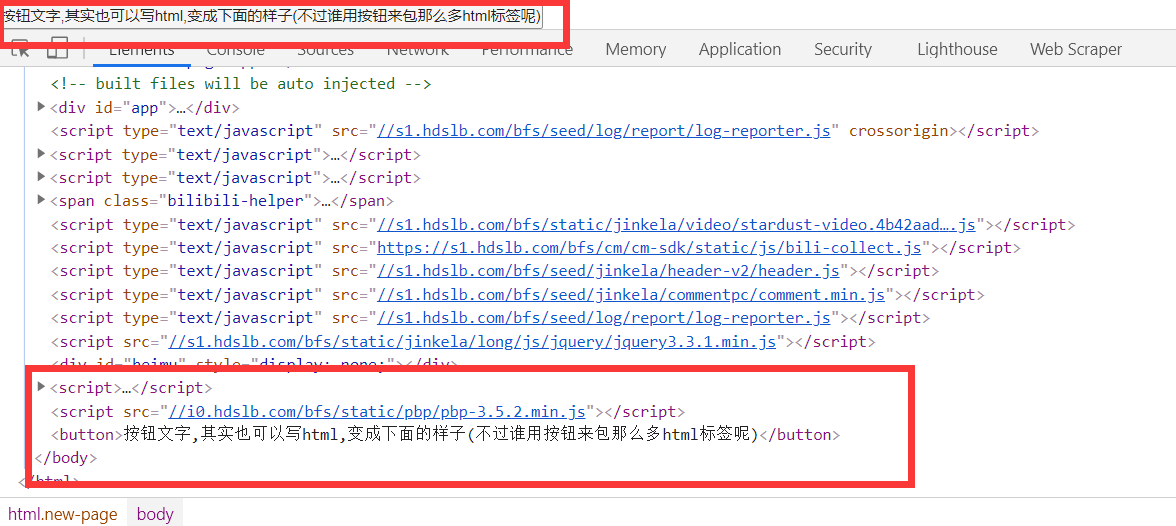 按钮文字,其实也可以写html,变成下面的样子(不过谁用按钮来包那么多html标签呢)
Elements Console Sources Network Performance Memory Application Security Lighthouse Web Scraper
<!-- built files will be auto injected -->
<div id="app">…</div>
<script type="text/javascript" src="//s1.hdslb.com/bfs/seed/log/report/log-reporter.js" crossorigin></script>
<script type="text/javascript">…</script>
<script type="text/javascript">…</script>
<span class="bilibili-helper">…</span>
<script type="text/javascript" src="//s1.hdslb.com/bfs/static/jinkela/video/stardust-video.4b42aad….js"></script>
<script type="text/javascript" src="https://s1.hdslb.com/bfs/cm/cm-sdk/static/js/bili-collect.js"></script>
<script type="text/javascript" src="//s1.hdslb.com/bfs/seed/jinkela/header-v2/header.js"></script>
<script type="text/javascript" src="//s1.hdslb.com/bfs/seed/jinkela/commentpc/comment.min.js"></script>
<script type="text/javascript" src="//s1.hdslb.com/bfs/seed/log/report/log-reporter.js"></script>
<script src="//s1.hdslb.com/bfs/static/jinkela/long/js/jquery/jquery3.3.1.min.js"></script>
<div id="heimu" style="display: none;"></div>
<script>…</script>
<script src="//i0.hdslb.com/bfs/static/pbp/pbp-3.5.2.min.js"></script>
<button>按钮文字,其实也可以写html,变成下面的样子(不过谁用按钮来包那么多html标签呢)</button>
</body>
</html>
html.new-page body